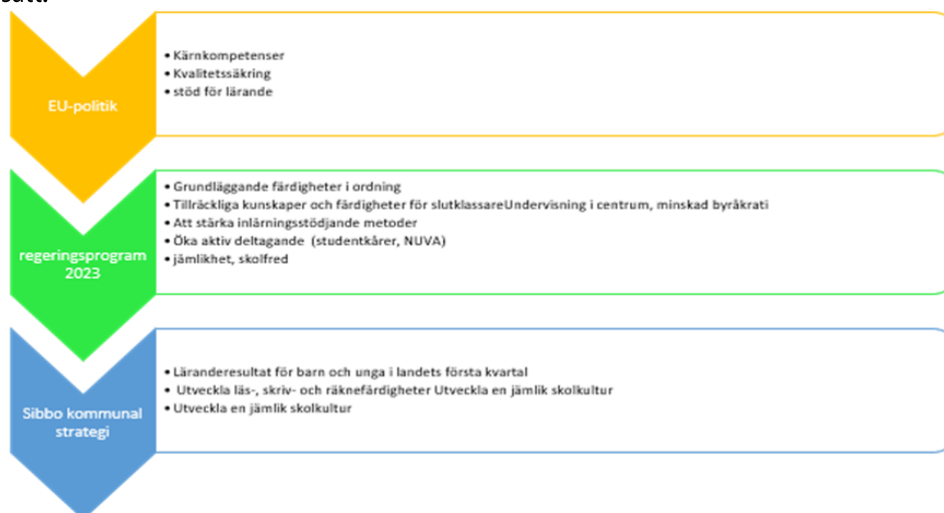 EU-politik
• Kärnkompetenser
• Kvalitetssäkring
• stöd för lärande
regeringsprogram
2023
• Grundläggande färdigheter i ordning
• Tillräckliga kunskaper och färdigheter för slutklassareUndervisning i centrum, minskad byråkrati
• Att stärka inlärningsstödjande metoder
• Öka aktiv deltagande (studentkårer, NUVA)
• jämlikhet, skolfred
Sibbo kommunal
strategi
• Läranderesultat för barn och unga i landets första kvartal
• Utveckla läs-, skriv- och räknefärdigheter Utveckla en jämlik skolkultur
• Utveckla en jämlik skolkultur